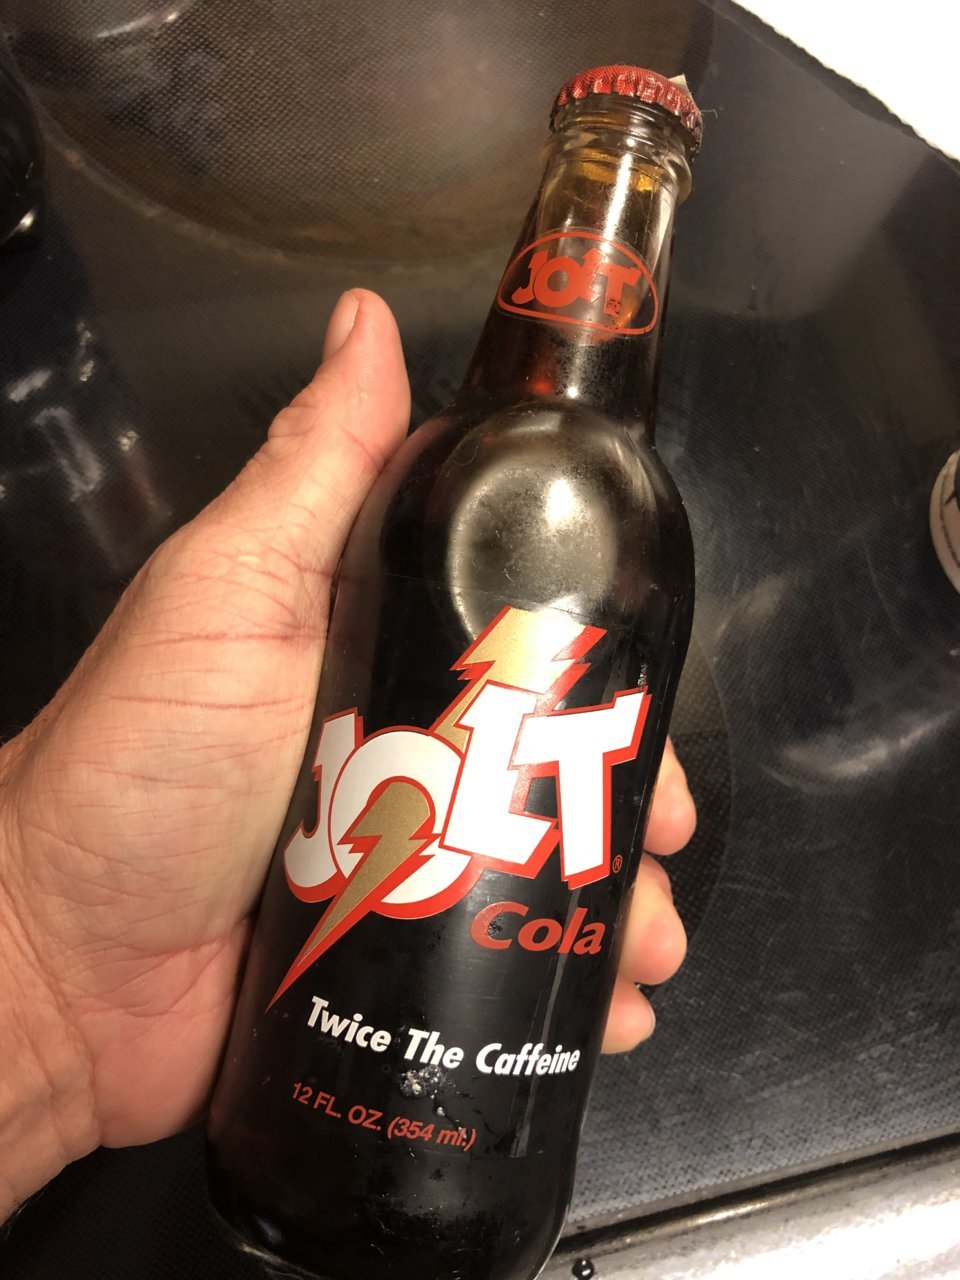 JOLT
JOLT®
Cola
Twice The Caffeine
12 FL. OZ. (354 ml.)